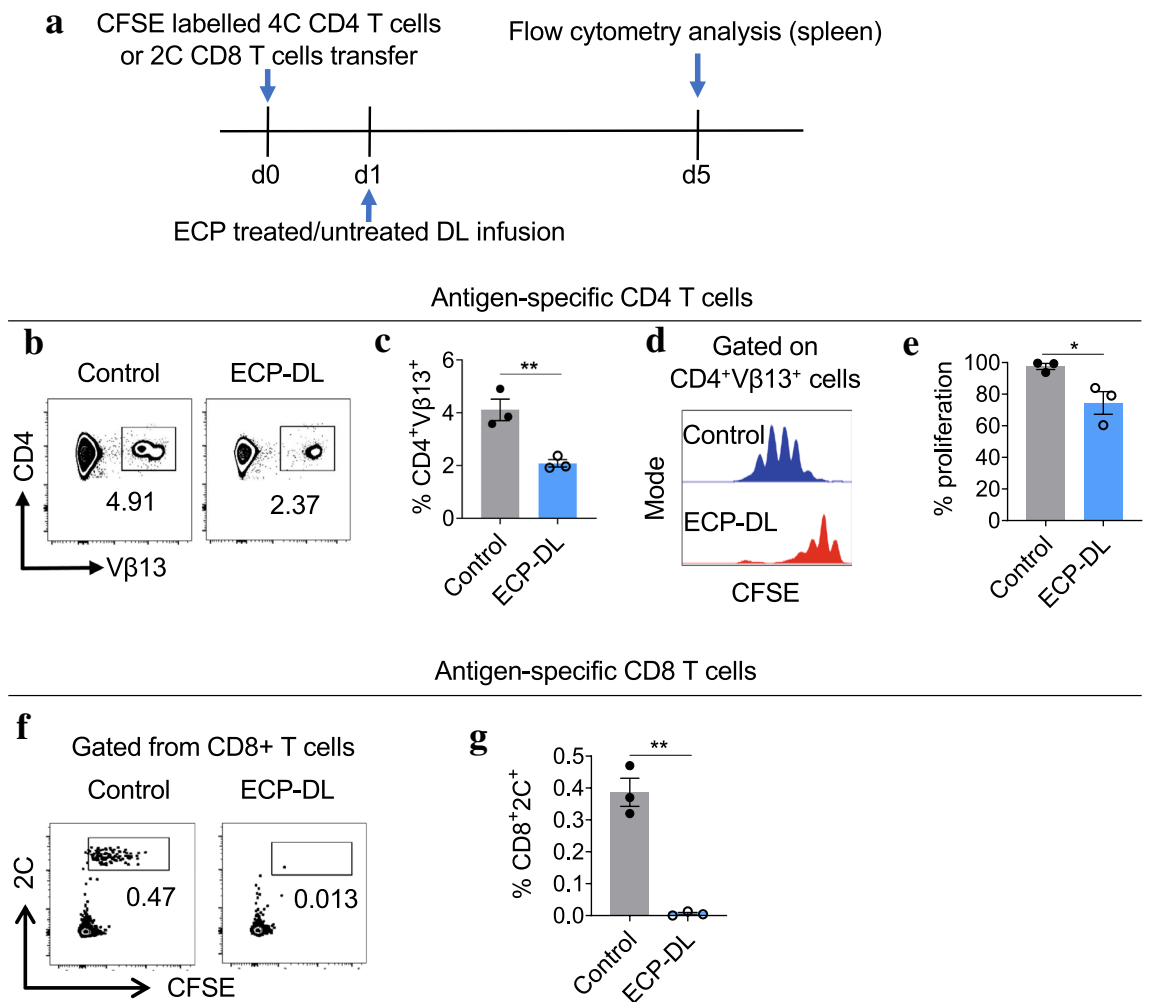 a
CFSE labelled 4C CD4 T cells
or 2C CD8 T cells transfer
Flow cytometry analysis (spleen)
d0
d1
d5
ECP treated/untreated DL infusion
Antigen-specific CD4 T cells
b
Control
ECP-DL
CD4
4.91
2.37
Vβ13
c
% CD4⁺Vβ13⁺
6
4
2
0
**
Control
ECP-DL
d
Gated on
CD4⁺Vβ13⁺ cells
Mode
Control
ECP-DL
CFSE
e
% proliferation
100
80
60
40
20
0
*
Control
ECP-DL
Antigen-specific CD8 T cells
f
Gated from CD8+ T cells
Control
ECP-DL
2C
0.47
0.013
CFSE
g
% CD8⁺2C⁺
0.5
0.4
0.3
0.2
0.1
0.0
**
Control
ECP-DL